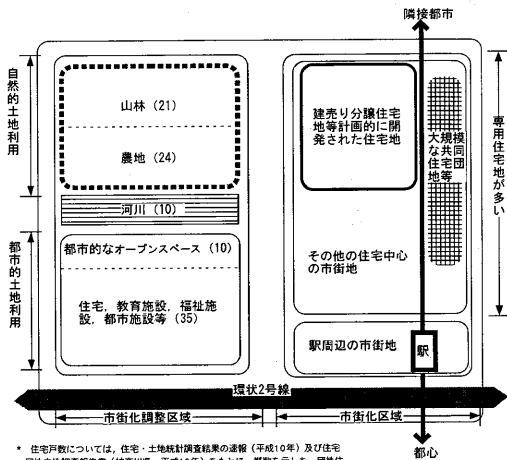 隣接都市
自然的土地利用
山林（21）
農地（24）
河川（10）
都市的土地利用
都市的なオープンスペース（10）
住宅，教育施設，福祉施
設，都市施設等（35）
建売り分譲住宅
地等計画的に開
発された住宅地
大規模
な共同
住宅団
地等
専用住宅地が多い
その他の住宅中心
の市街地
駅周辺の市街地
駅
環状2号線
市街化調整区域
市街化区域
都心
* 住宅戸数については，住宅・土地統計調査結果の速報（平成10年）及び住宅